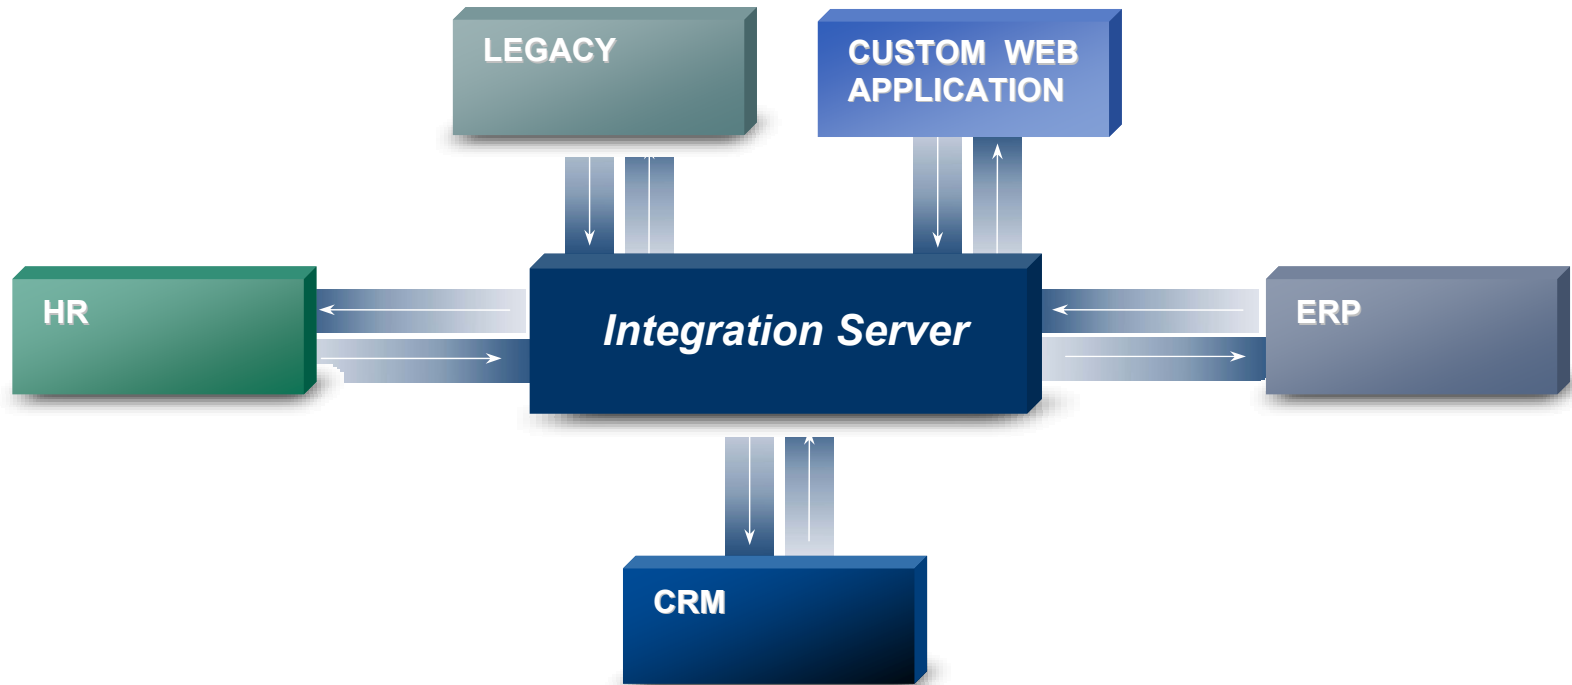 LEGACY
CUSTOM WEB
APPLICATION
HR
Integration Server
ERP
CRM